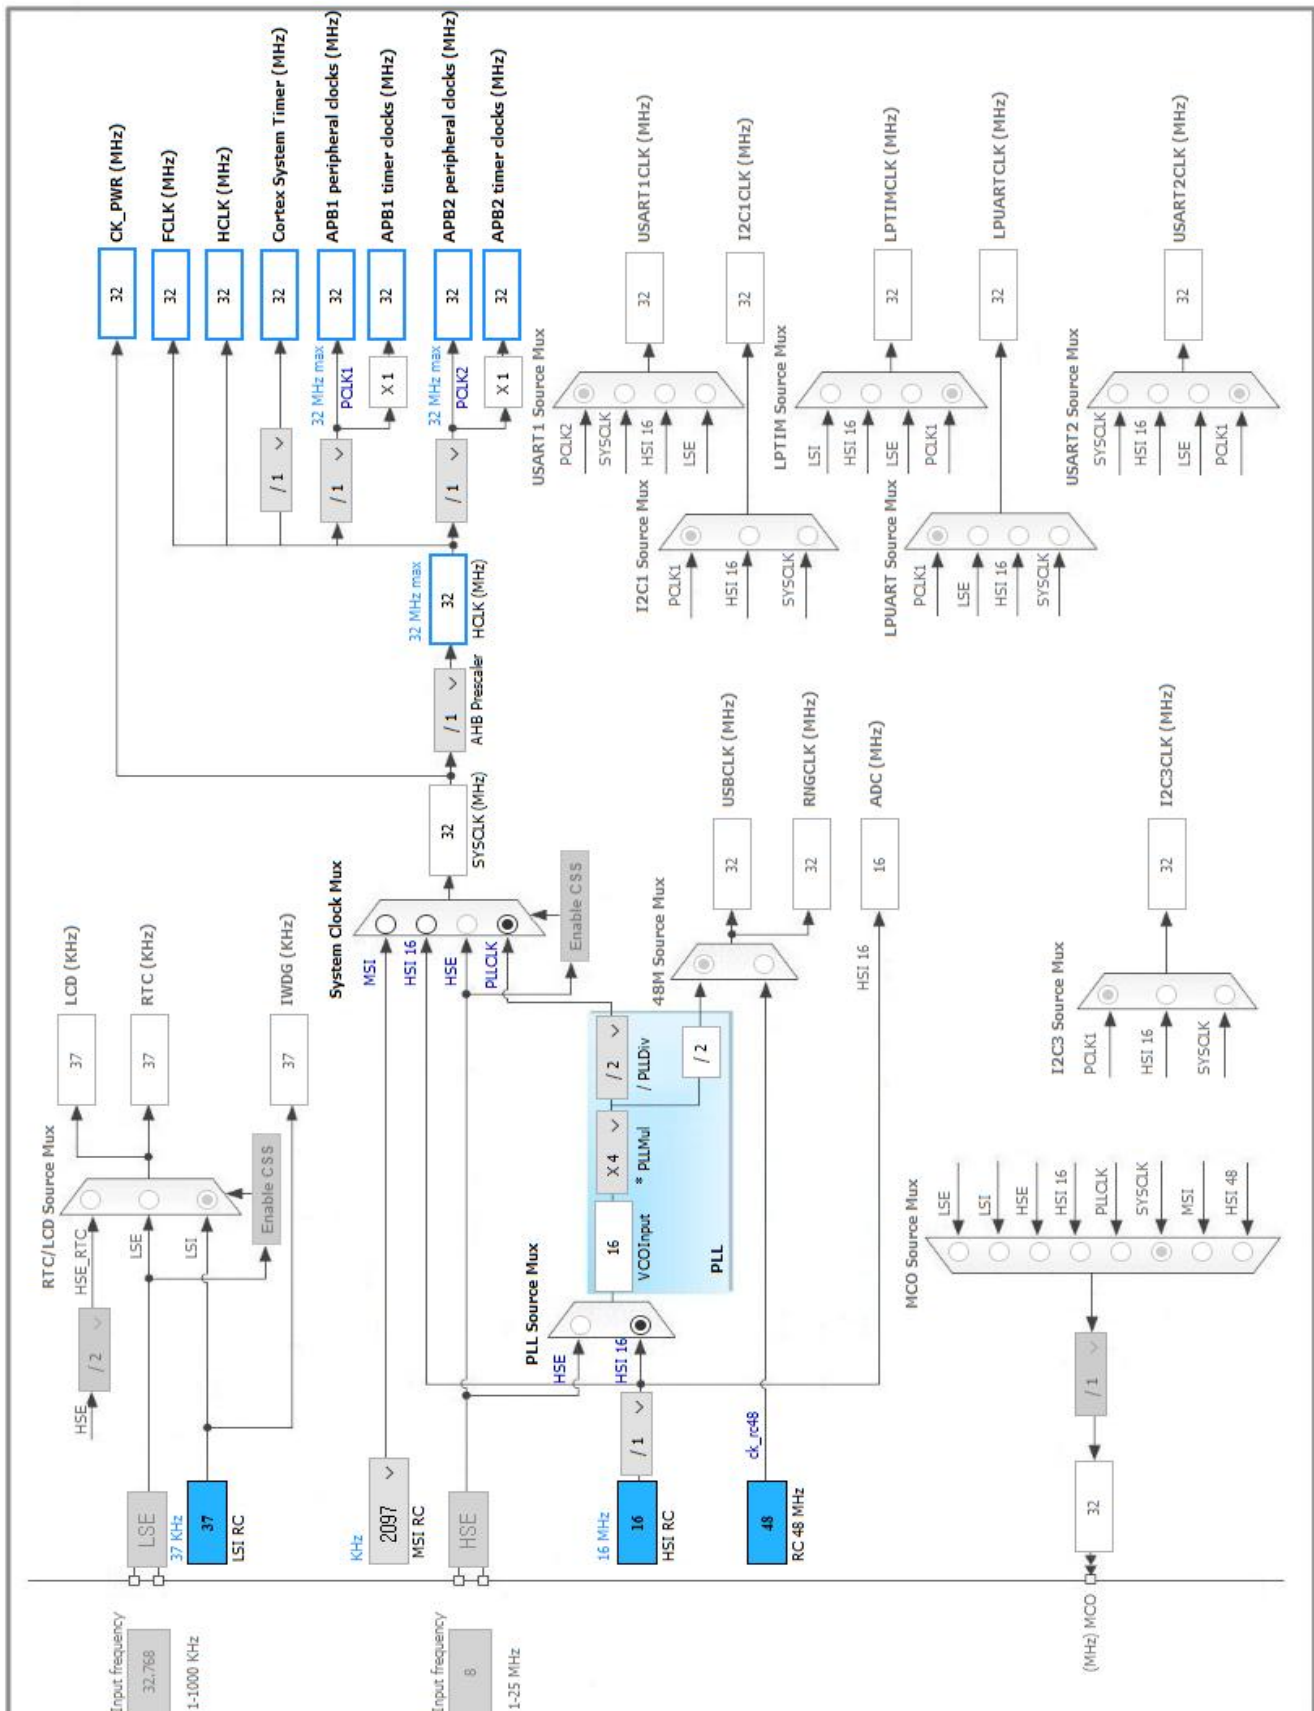 RTC/LCD Source Mux
HSE
/ 2
HSE_RTC
LCD (KHz)
37
Input frequency
32.768
1-1000 KHz
LSE
LSE
RTC (KHz)
37
37 KHz
37
LSI RC
LSI
Enable CSS
IWDG (KHz)
37
System Clock Mux
KHz
2097
MSI RC
MSI
HSI 16
HSE
PLLCLK
Input frequency
8
1-25 MHz
HSE
32
SYSCLK (MHz)
Enable CSS
/ 1
AHB Prescaler
32 MHz max
32
HCLK (MHz)
32
CK_PWR (MHz)
32
FCLK (MHz)
32
HCLK (MHz)
/ 1
32
Cortex System Timer (MHz)
/ 1
32 MHz max
PCLK1
32
APB1 peripheral clocks (MHz)
X 1
32
APB1 timer clocks (MHz)
/ 1
32 MHz max
PCLK2
32
APB2 peripheral clocks (MHz)
X 1
32
APB2 timer clocks (MHz)
PLL Source Mux
HSE
HSI 16
16 MHz
16
HSI RC
/ 1
16
VCOInput
X 4
* PLLMul
/ 2
/ PLLDiv
/ 2
PLL
48M Source Mux
48
RC 48 MHz
ck_rc48
32
USBCLK (MHz)
32
RNGCLK (MHz)
HSI 16
16
ADC (MHz)
USART1 Source Mux
PCLK2
SYSCLK
HSI 16
LSE
32
USART1CLK (MHz)
I2C1 Source Mux
PCLK1
HSI 16
SYSCLK
32
I2C1CLK (MHz)
LPTIM Source Mux
LSI
HSI 16
LSE
PCLK1
32
LPTIMCLK (MHz)
LPUART Source Mux
PCLK1
LSE
HSI 16
SYSCLK
32
LPUARTCLK (MHz)
USART2 Source Mux
SYSCLK
HSI 16
LSE
PCLK1
32
USART2CLK (MHz)
MCO Source Mux
LSE
LSI
HSE
HSI 16
PLLCLK
SYSCLK
MSI
HSI 48
/ 1
32
(MHz) MCO
I2C3 Source Mux
PCLK1
HSI 16
SYSCLK
32
I2C3CLK (MHz)